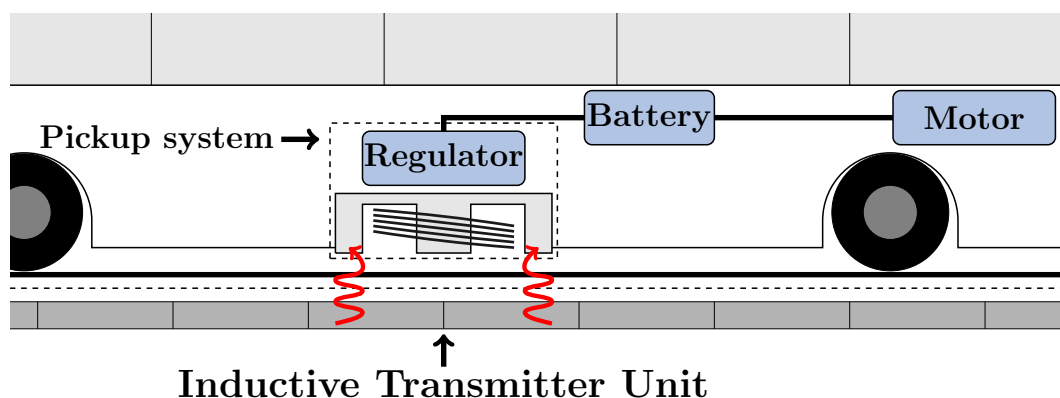 Battery
Motor
Pickup system
Regulator
Inductive Transmitter Unit